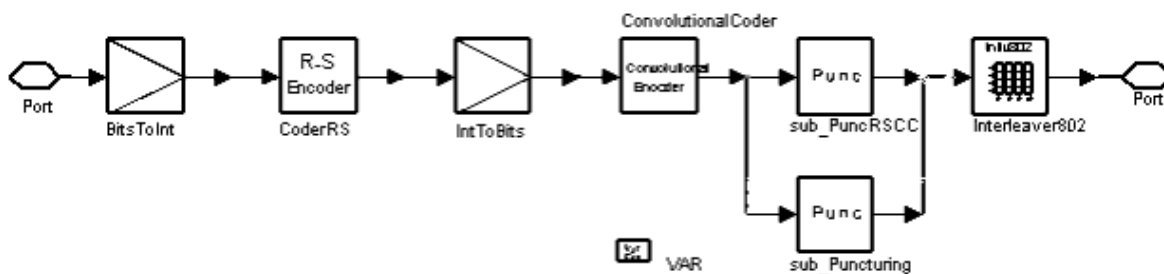 ConvolutionalCoder
R-S
Encoder
Convolutional
Encoder
Punc
Port
BitsToInt
CoderRS
IntToBits
sub_PuncRSCC
Interleaver802
Port
Punc
VAR
sub_Puncturing